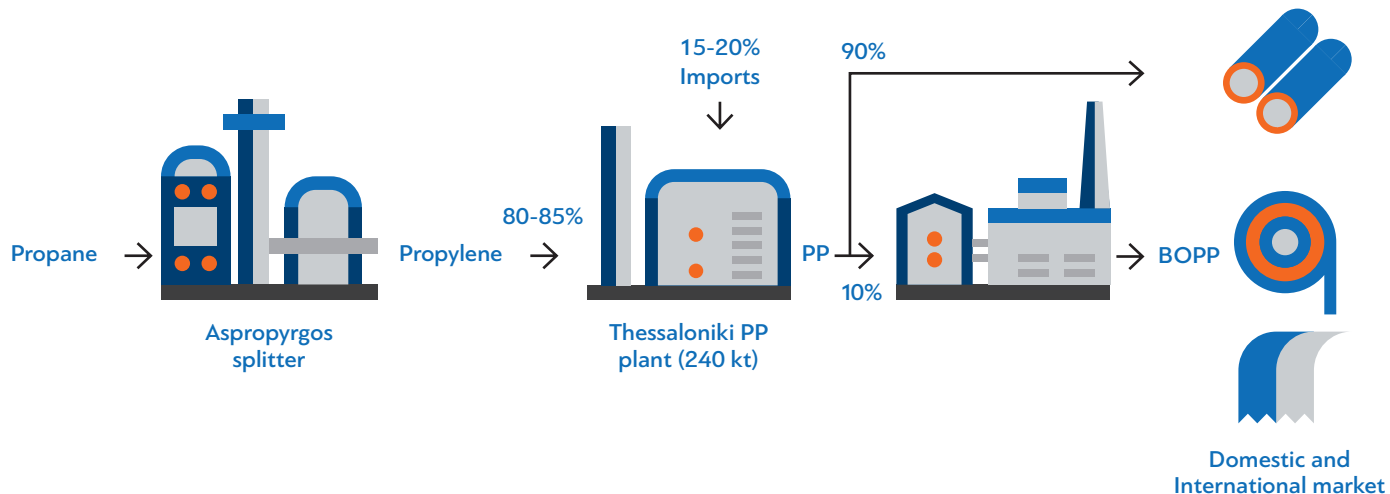 15-20%
Imports
90%
80-85%
Propane
Propylene
PP
BOPP
10%
Aspropyrgos
splitter
Thessaloniki PP
plant (240 kt)
Domestic and
International market